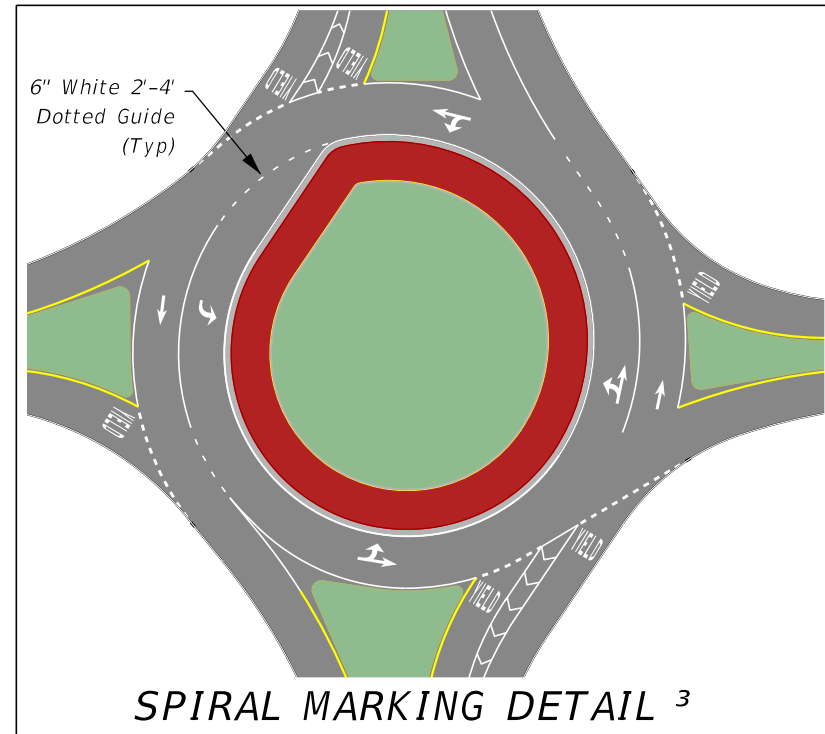 6" White 2'-4'
Dotted Guide
(Typ)
YIELD
YIELD
YIELD
YIELD
YIELD
YIELD
SPIRAL MARKING DETAIL ³